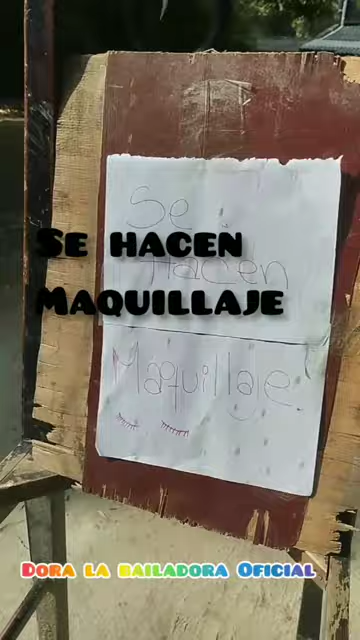 Se
Hacen
Maquillaje
SE HACEN
MAQUILLAJE
DORA LA BAILADORA OFICIAL